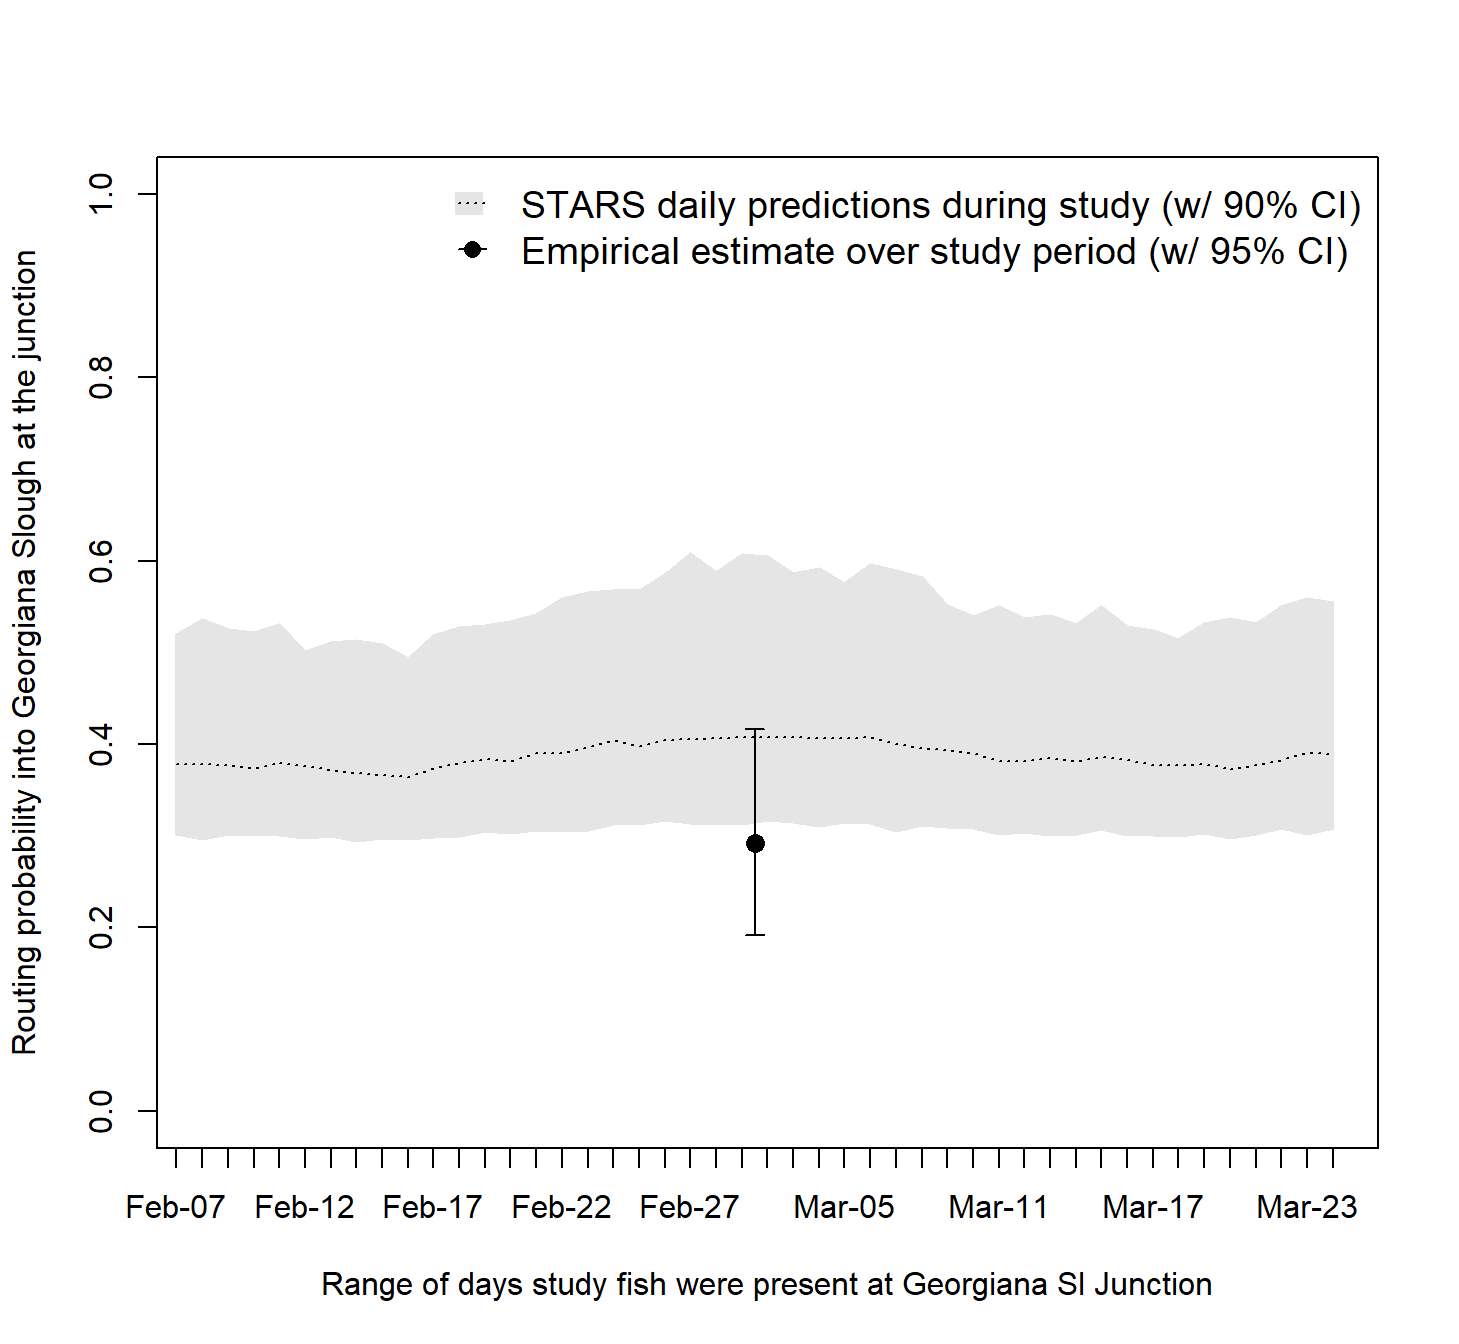 STARS daily predictions during study (w/ 90% CI)
Empirical estimate over study period (w/ 95% CI)
Routing probability into Georgiana Slough at the junction
1.0
0.8
0.6
0.4
0.2
0.0
Feb-07 Feb-12 Feb-17 Feb-22 Feb-27 Mar-05 Mar-11 Mar-17 Mar-23
Range of days study fish were present at Georgiana Sl Junction